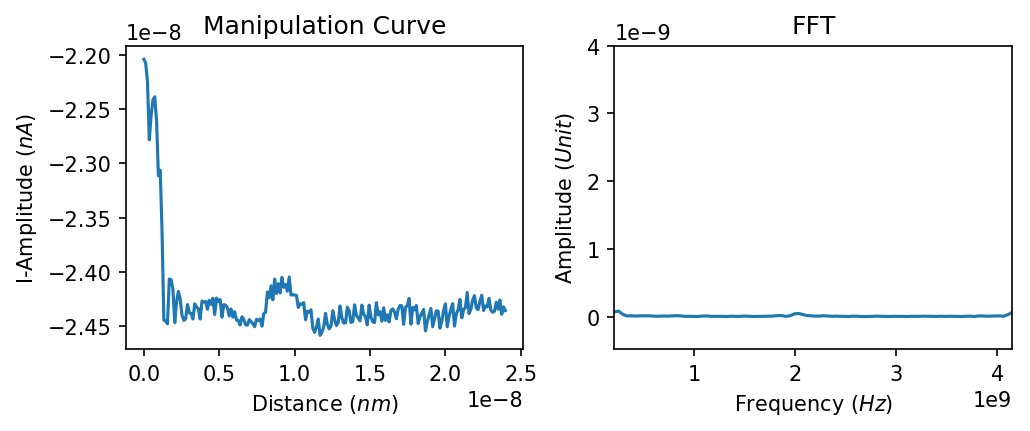 Manipulation Curve
1e−8
−2.20
−2.25
−2.30
−2.35
−2.40
−2.45
I-Amplitude (nA)
0.0 0.5 1.0 1.5 2.0 2.5
Distance (nm)
1e−8
FFT
1e−9
4
3
2
1
0
Amplitude (Unit)
1 2 3 4
Frequency (Hz)
1e9